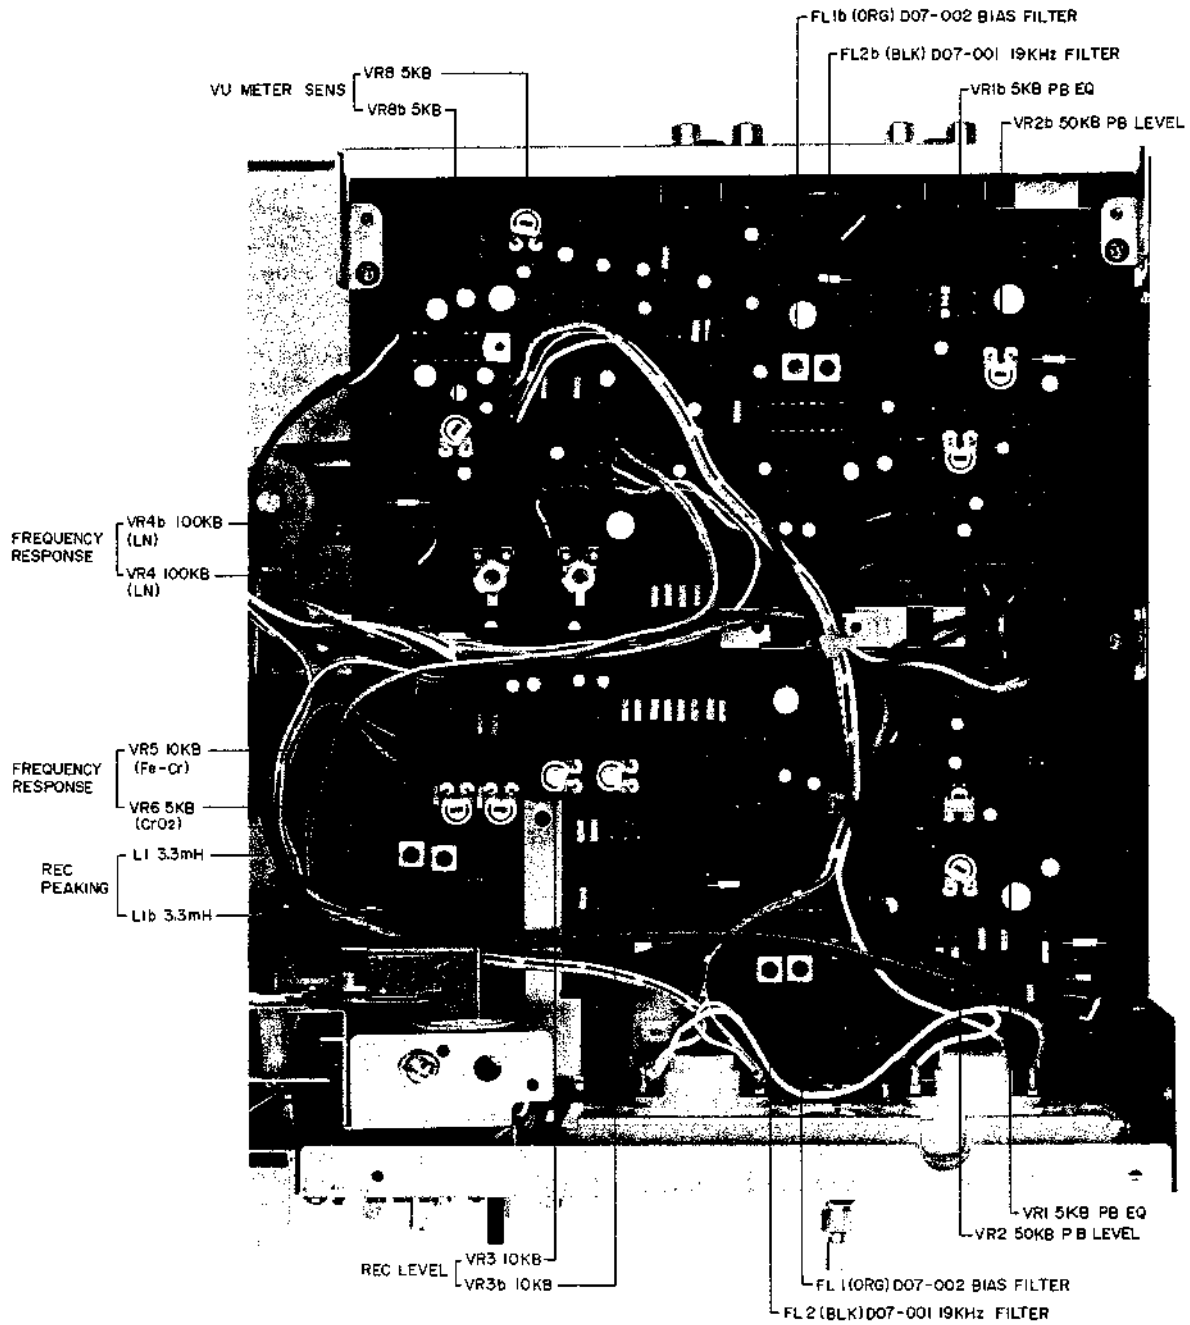 FL1b (ORG) D07-002 BIAS FILTER
FL2b (BLK) D07-001 19KHz FILTER
VR8 5KB
VU METER SENS
VR8b 5KB
VR1b 5KB PB EQ
VR2b 50KB PB LEVEL
VR4b 100KB
(LN)
FREQUENCY
RESPONSE
VR4 100KB
(LN)
VR5 10KB
(Fe-Cr)
FREQUENCY
RESPONSE
VR6 5KB
(CrO2)
L1 3.3mH
REC
PEAKING
L1b 3.3mH
VR1 5KB PB EQ
VR2 50KB PB LEVEL
VR3 10KB
REC LEVEL
VR3b 10KB
FL1 (ORG) D07-002 BIAS FILTER
FL2 (BLK) D07-001 19KHz FILTER